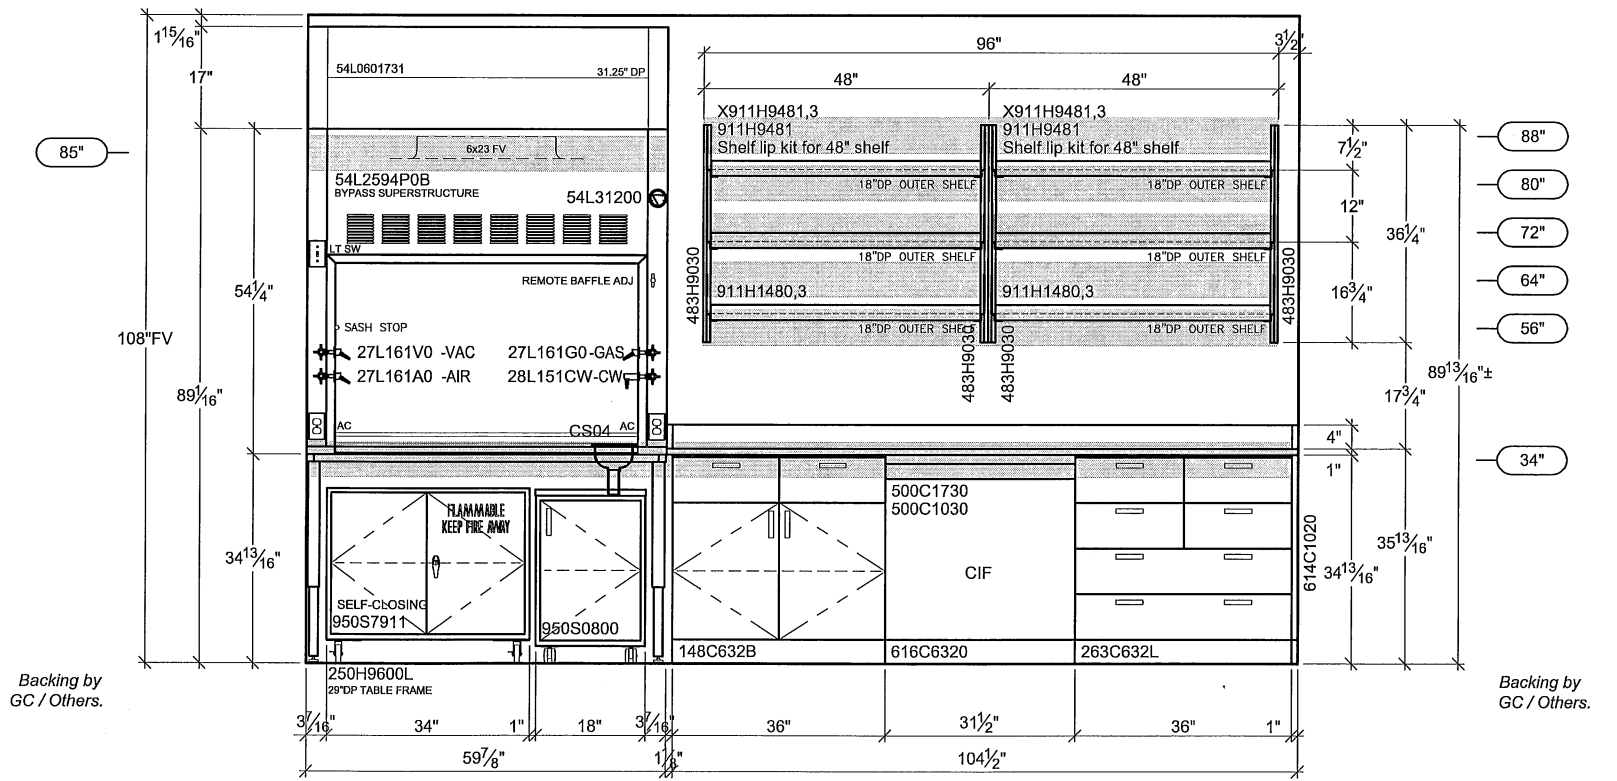 1 15/16"
17"
85"
108"FV
89 1/16"
54 1/4"
34 13/16"
Backing by
GC / Others.
54L0601731
31.25" DP
6x23 FV
54L2594P0B
BYPASS SUPERSTRUCTURE
54L31200
LT SW
REMOTE BAFFLE ADJ
SASH STOP
27L161V0 -VAC
27L161G0-GAS
27L161A0 -AIR
28L151CW-CW
AC
CS04
AC
FLAMMABLE
KEEP FIRE AWAY
SELF-CLOSING
950S7911
950S0800
250H9600L
29"DP TABLE FRAME
3 7/16"
34"
1"
18"
3 7/16"
59 7/8"
1 1/8"
96"
3 1/2"
48"
48"
X911H9481,3
911H9481
Shelf lip kit for 48" shelf
X911H9481,3
911H9481
Shelf lip kit for 48" shelf
18"DP OUTER SHELF
18"DP OUTER SHELF
18"DP OUTER SHELF
18"DP OUTER SHELF
911H1480,3
911H1480,3
18"DP OUTER SHELF
18"DP OUTER SHELF
483H9030
483H9030
483H9030
483H9030
7 1/2"
12"
16 3/4"
36 1/4"
17 3/4"
89 13/16"±
4"
1"
34 13/16"
35 13/16"
88"
80"
72"
64"
56"
34"
500C1730
500C1030
CIF
614C1020
148C632B
616C6320
263C632L
36"
31 1/2"
36"
1"
104 1/2"
Backing by
GC / Others.